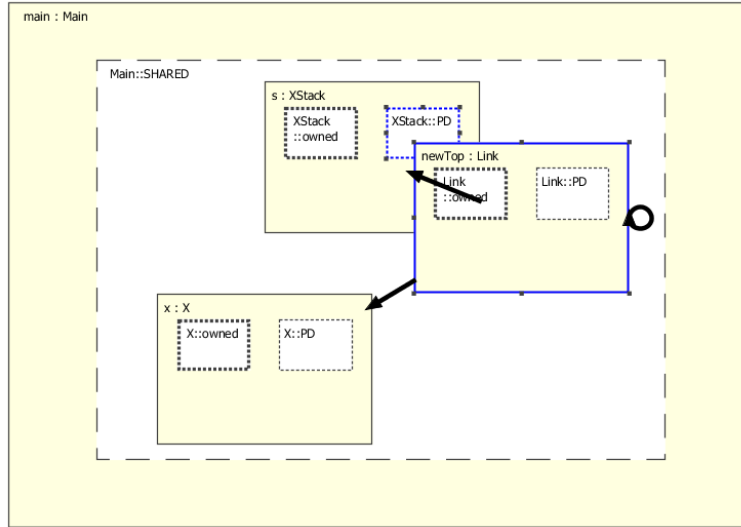 main : Main
Main::SHARED
s : XStack
XStack
::owned
XStack::PD
newTop : Link
Link
::owned
Link::PD
x : X
X::owned
X::PD